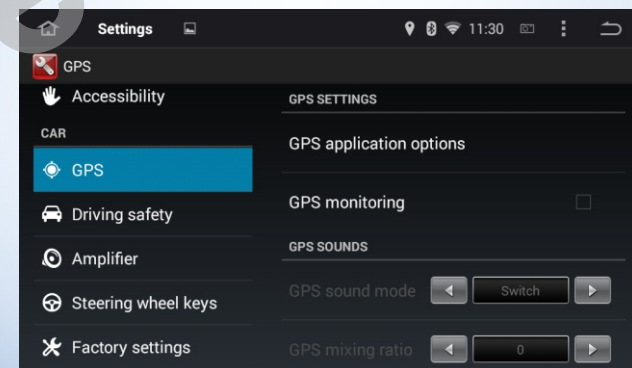 Settings 11:30
GPS
Accessibility
CAR
GPS
Driving safety
Amplifier
Steering wheel keys
Factory settings
GPS SETTINGS
GPS application options
GPS monitoring
GPS SOUNDS
GPS sound mode Switch
GPS mixing ratio 0